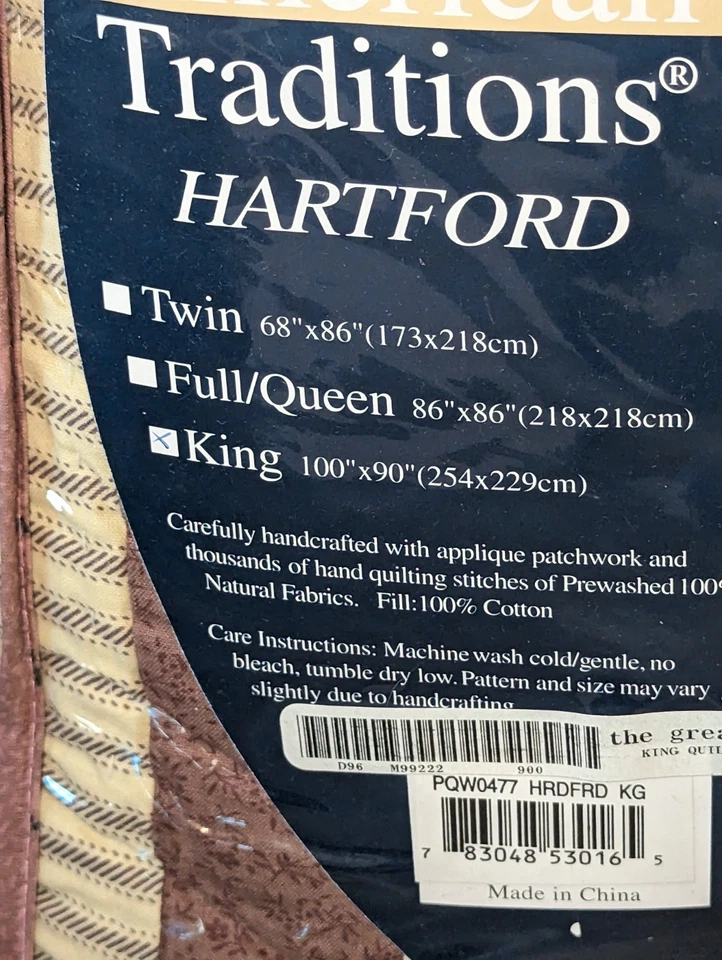 Traditions®
HARTFORD
Twin 68"x86"(173x218cm)
Full/Queen 86"x86"(218x218cm)
King 100"x90"(254x229cm)
Carefully handcrafted with applique patchwork and
thousands of hand quilting stitches of Prewashed 100%
Natural Fabrics. Fill:100% Cotton
Care Instructions: Machine wash cold/gentle, no
bleach, tumble dry low. Pattern and size may vary
slightly due to handcrafting
the grea
KING QUIL
D96 M99222 900
PQW0477 HRDFRD KG
7 83048 53016 5
Made in China